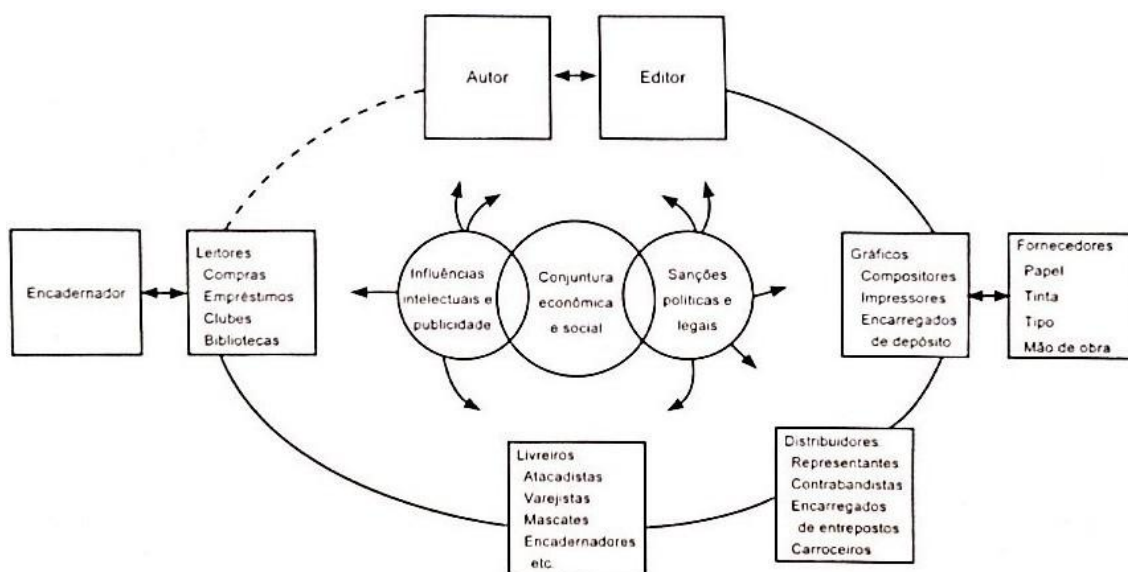 Autor
Editor
Encadernador
Leitores
Compras
Empréstimos
Clubes
Bibliotecas
Influências
intelectuais e
publicidade
Conjuntura
econômica
e social
Sanções
políticas e
legais
Gráficos
Compositores
Impressores
Encarregados
de depósito
Fornecedores
Papel
Tinta
Tipo
Mão de obra
Livreiros
Atacadistas
Varejistas
Mascates
Encadernadores
etc.
Distribuidores
Representantes
Contrabandistas
Encarregados
de entrepostos
Carroceiros